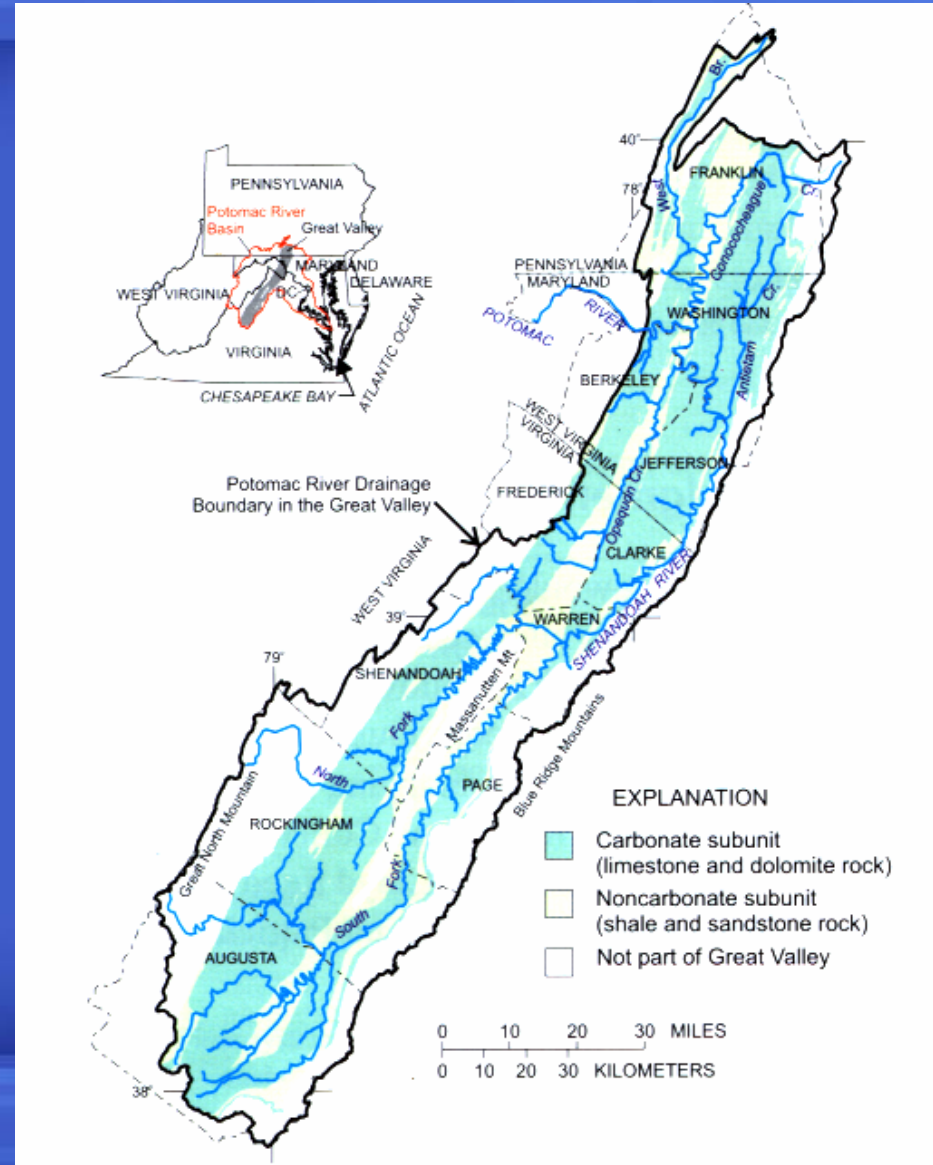 Br.
40°
FRANKLIN
78°
West
Conococheague
Cr.
PENNSYLVANIA
Potomac River
Basin
Great Valley
MARYLAND
DELAWARE
WEST VIRGINIA
DC
VIRGINIA
CHESAPEAKE BAY
ATLANTIC OCEAN
PENNSYLVANIA
MARYLAND
POTOMAC
RIVER
WASHINGTON
Cr.
Antietam
BERKELEY
WEST VIRGINIA
VIRGINIA
JEFFERSON
FREDERICK
Opequon Cr.
Potomac River Drainage
Boundary in the Great Valley
CLARKE
WEST VIRGINIA
39°
WARREN
SHENANDOAH RIVER
79°
SHENANDOAH
Massanutten Mt
North
Fork
PAGE
Blue Ridge Mountains
Great North Mountain
ROCKINGHAM
South
Fork
AUGUSTA
38°
EXPLANATION
Carbonate subunit
(limestone and dolomite rock)
Noncarbonate subunit
(shale and sandstone rock)
Not part of Great Valley
0 10 20 30 MILES
0 10 20 30 KILOMETERS